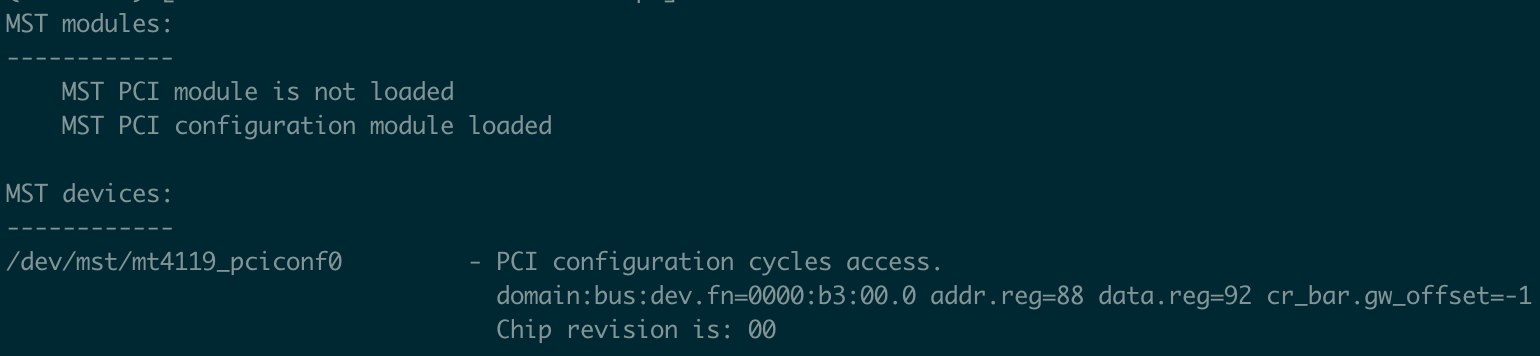 MST modules:
------------
    MST PCI module is not loaded
    MST PCI configuration module loaded

MST devices:
------------
/dev/mst/mt4119_pciconf0         - PCI configuration cycles access.
                                   domain:bus:dev.fn=0000:b3:00.0 addr.reg=88 data.reg=92 cr_bar.gw_offset=-1
                                   Chip revision is: 00